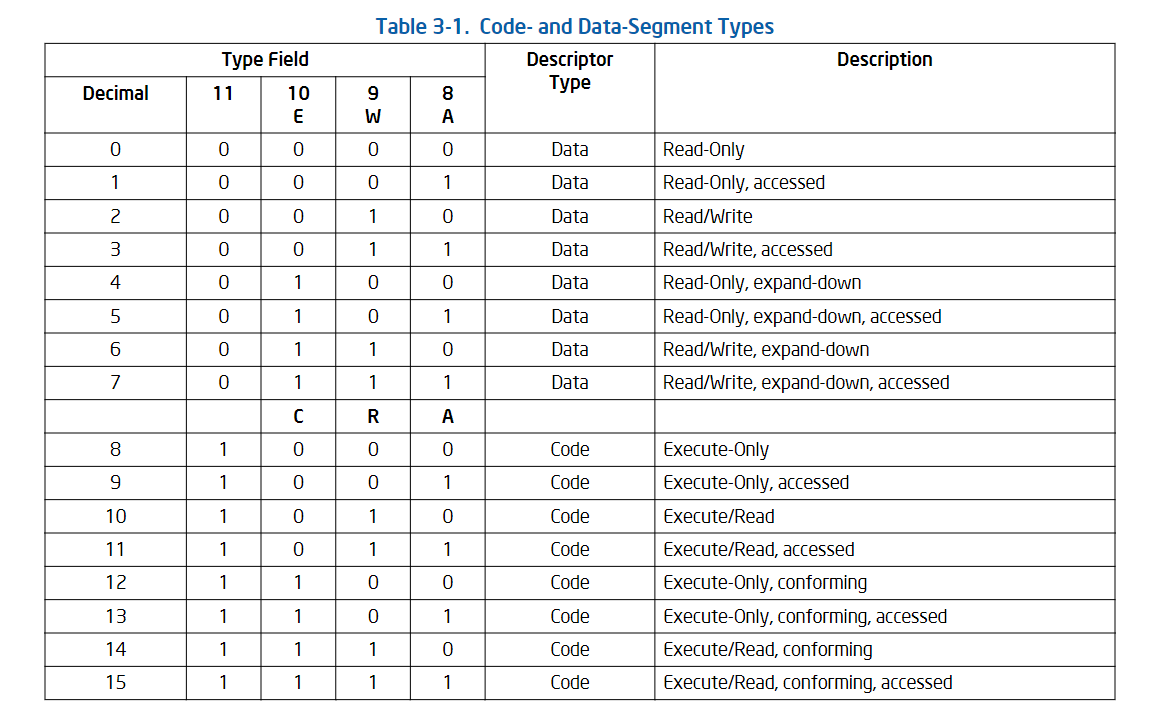 Table 3-1. Code- and Data-Segment Types
Type Field Descriptor Type Description
Decimal 11 10 E 9 W 8 A
0 0 0 0 0 Data Read-Only
1 0 0 0 1 Data Read-Only, accessed
2 0 0 1 0 Data Read/Write
3 0 0 1 1 Data Read/Write, accessed
4 0 1 0 0 Data Read-Only, expand-down
5 0 1 0 1 Data Read-Only, expand-down, accessed
6 0 1 1 0 Data Read/Write, expand-down
7 0 1 1 1 Data Read/Write, expand-down, accessed
C R A
8 1 0 0 0 Code Execute-Only
9 1 0 0 1 Code Execute-Only, accessed
10 1 0 1 0 Code Execute/Read
11 1 0 1 1 Code Execute/Read, accessed
12 1 1 0 0 Code Execute-Only, conforming
13 1 1 0 1 Code Execute-Only, conforming, accessed
14 1 1 1 0 Code Execute/Read, conforming
15 1 1 1 1 Code Execute/Read, conforming, accessed